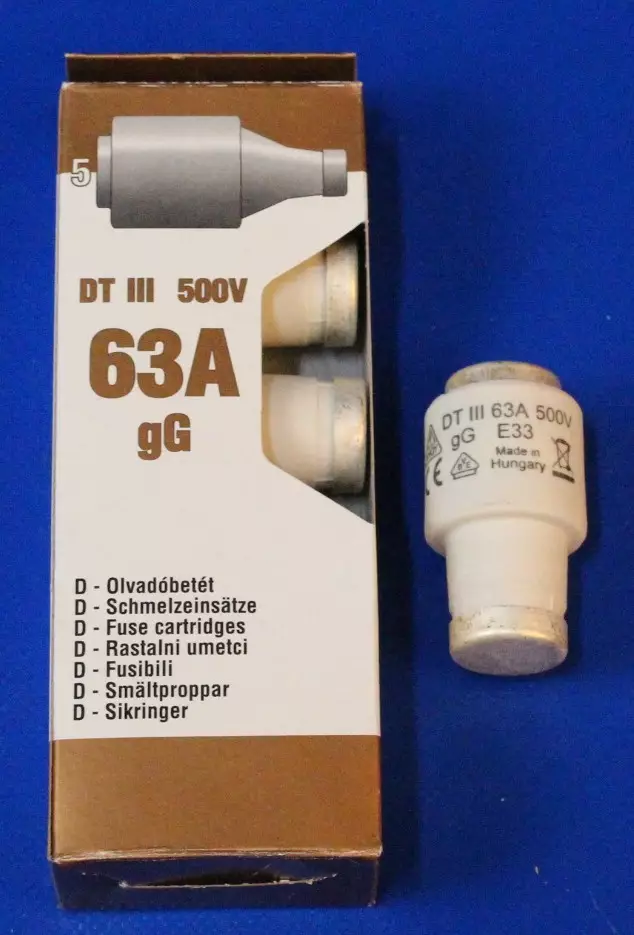 5
DT III 500V
63A
gG
D - Olvadóbetét
D - Schmelzeinsätze
D - Fuse cartridges
D - Rastalni umetci
D - Fusibili
D - Smältproppar
D - Sikringer
DT III 63A 500V
gG E33
Made in
Hungary
CE